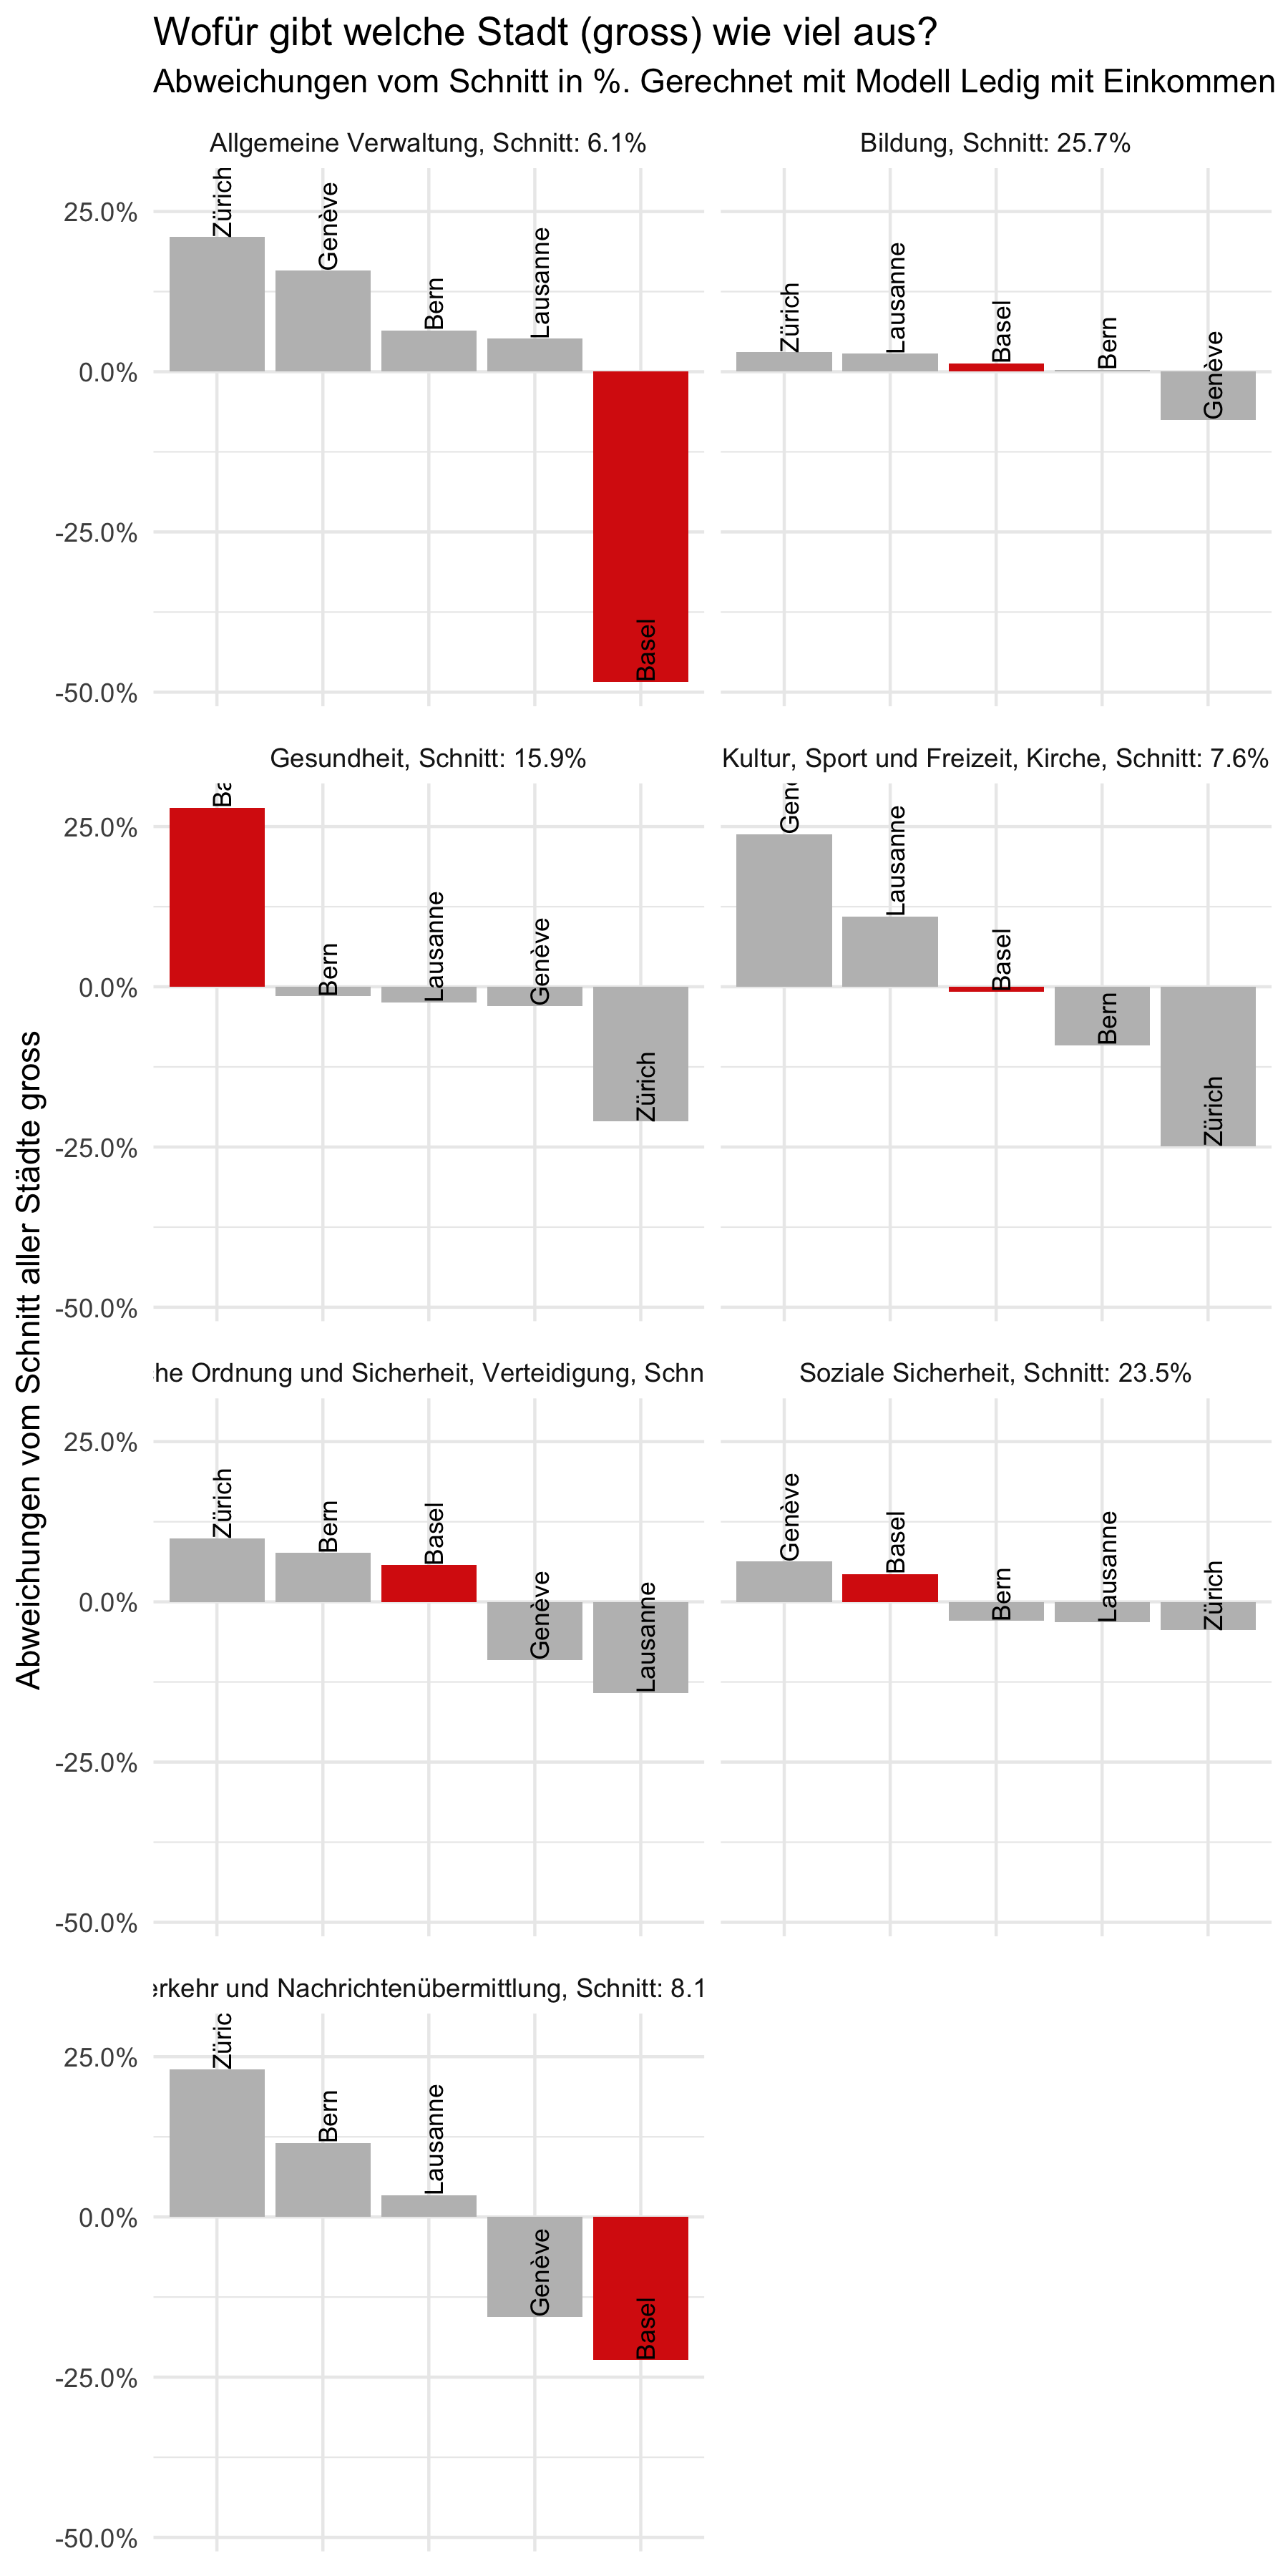 Wofür gibt welche Stadt (gross) wie viel aus?
Abweichungen vom Schnitt in %. Gerechnet mit Modell Ledig mit Einkommen
Abweichungen vom Schnitt aller Städte gross
Allgemeine Verwaltung, Schnitt: 6.1%
25.0%
0.0%
-25.0%
-50.0%
Zürich
Genève
Bern
Lausanne
Basel
Bildung, Schnitt: 25.7%
Zürich
Lausanne
Basel
Bern
Genève
Gesundheit, Schnitt: 15.9%
25.0%
0.0%
-25.0%
-50.0%
Ba
Bern
Lausanne
Genève
Zürich
Kultur, Sport und Freizeit, Kirche, Schnitt: 7.6%
Gen
Lausanne
Basel
Bern
Zürich
che Ordnung und Sicherheit, Verteidigung, Schn
25.0%
0.0%
-25.0%
-50.0%
Zürich
Bern
Basel
Genève
Lausanne
Soziale Sicherheit, Schnitt: 23.5%
Genève
Basel
Bern
Lausanne
Zürich
erkehr und Nachrichtenübermittlung, Schnitt: 8.1
25.0%
0.0%
-25.0%
-50.0%
Züric
Bern
Lausanne
Genève
Basel